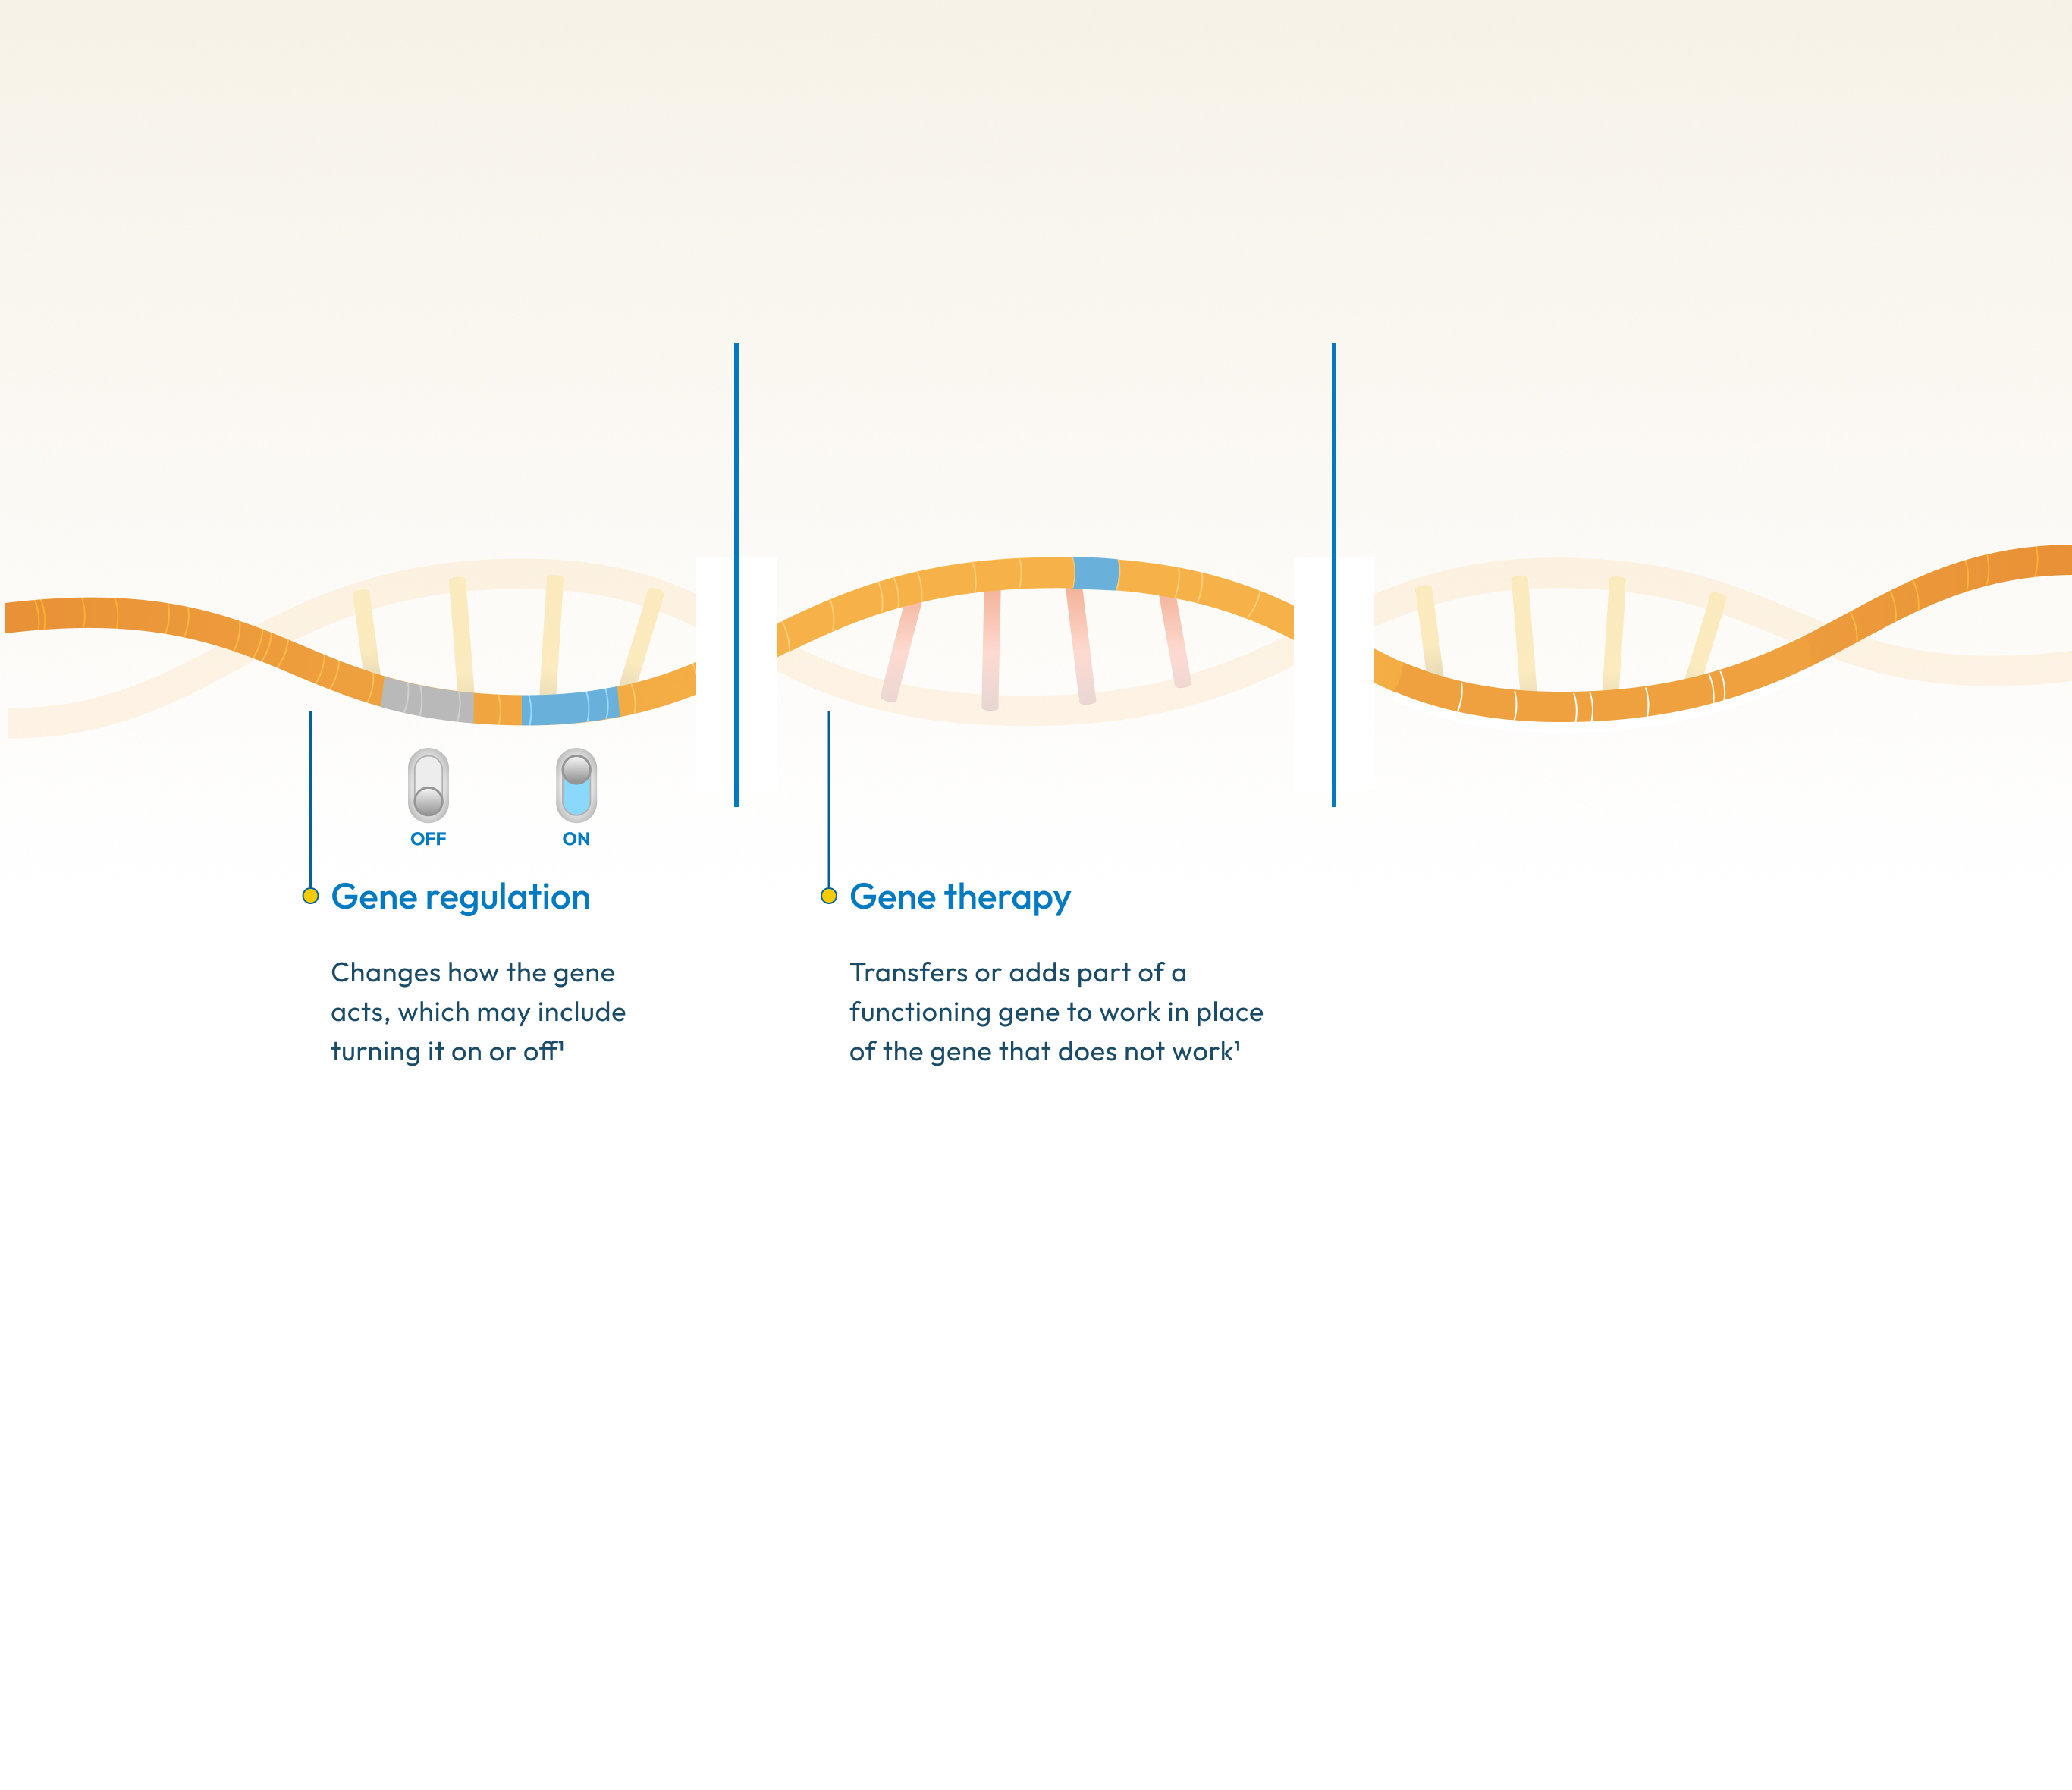 OFF
ON
Gene regulation
Changes how the gene
acts, which may include
turning it on or off¹
Gene therapy
Transfers or adds part of a
functioning gene to work in place
of the gene that does not work¹